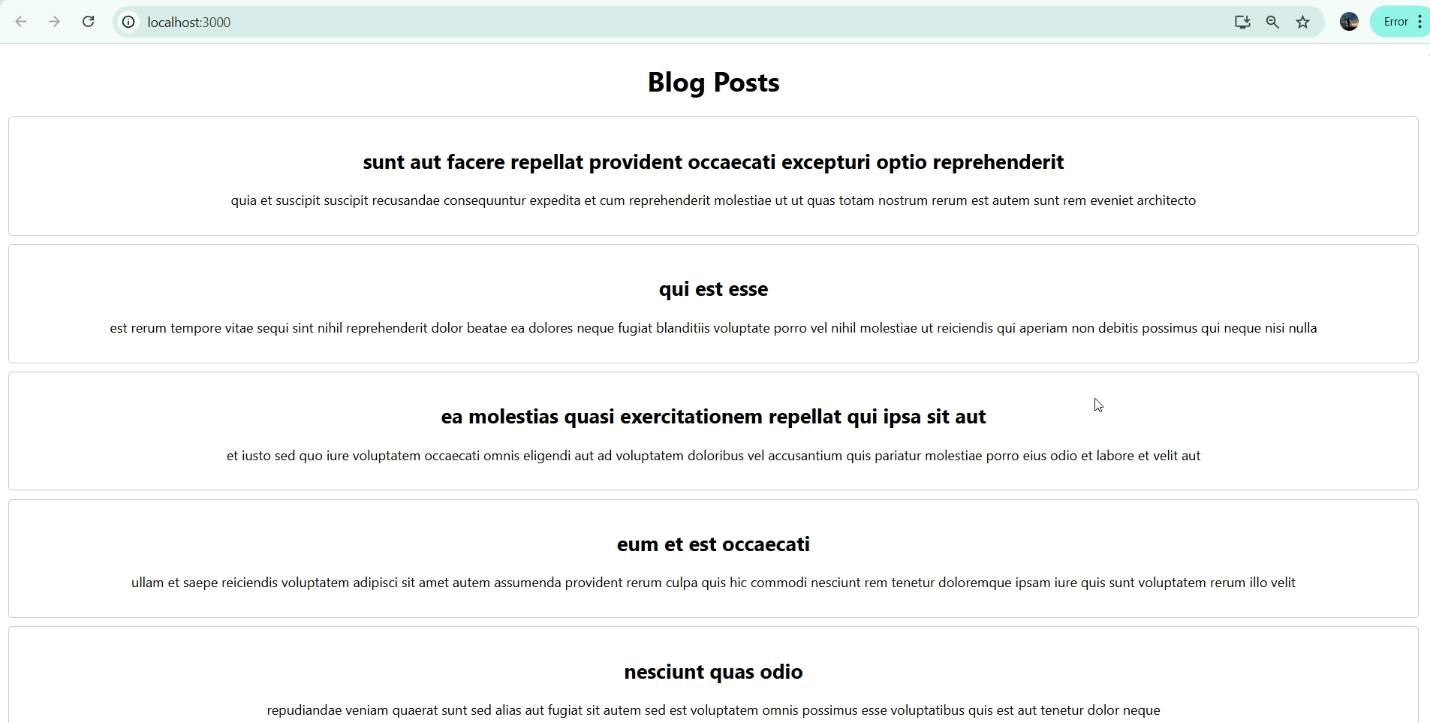 localhost:3000
Error
Blog Posts
sunt aut facere repellat provident occaecati excepturi optio reprehenderit
quia et suscipit suscipit recusandae consequuntur expedita et cum reprehenderit molestiae ut ut quas totam nostrum rerum est autem sunt rem eveniet architecto
qui est esse
est rerum tempore vitae sequi sint nihil reprehenderit dolor beatae ea dolores neque fugiat blanditiis voluptate porro vel nihil molestiae ut reiciendis qui aperiam non debitis possimus qui neque nisi nulla
ea molestias quasi exercitationem repellat qui ipsa sit aut
et iusto sed quo iure voluptatem occaecati omnis eligendi aut ad voluptatem doloribus vel accusantium quis pariatur molestiae porro eius odio et labore et velit aut
eum et est occaecati
ullam et saepe reiciendis voluptatem adipisci sit amet autem assumenda provident rerum culpa quis hic commodi nesciunt rem tenetur doloremque ipsam iure quis sunt voluptatem rerum illo velit
nesciunt quas odio
repudiandae veniam quaerat sunt sed alias aut fugiat sit autem sed est voluptatem omnis possimus esse voluptatibus quis est aut tenetur dolor neque